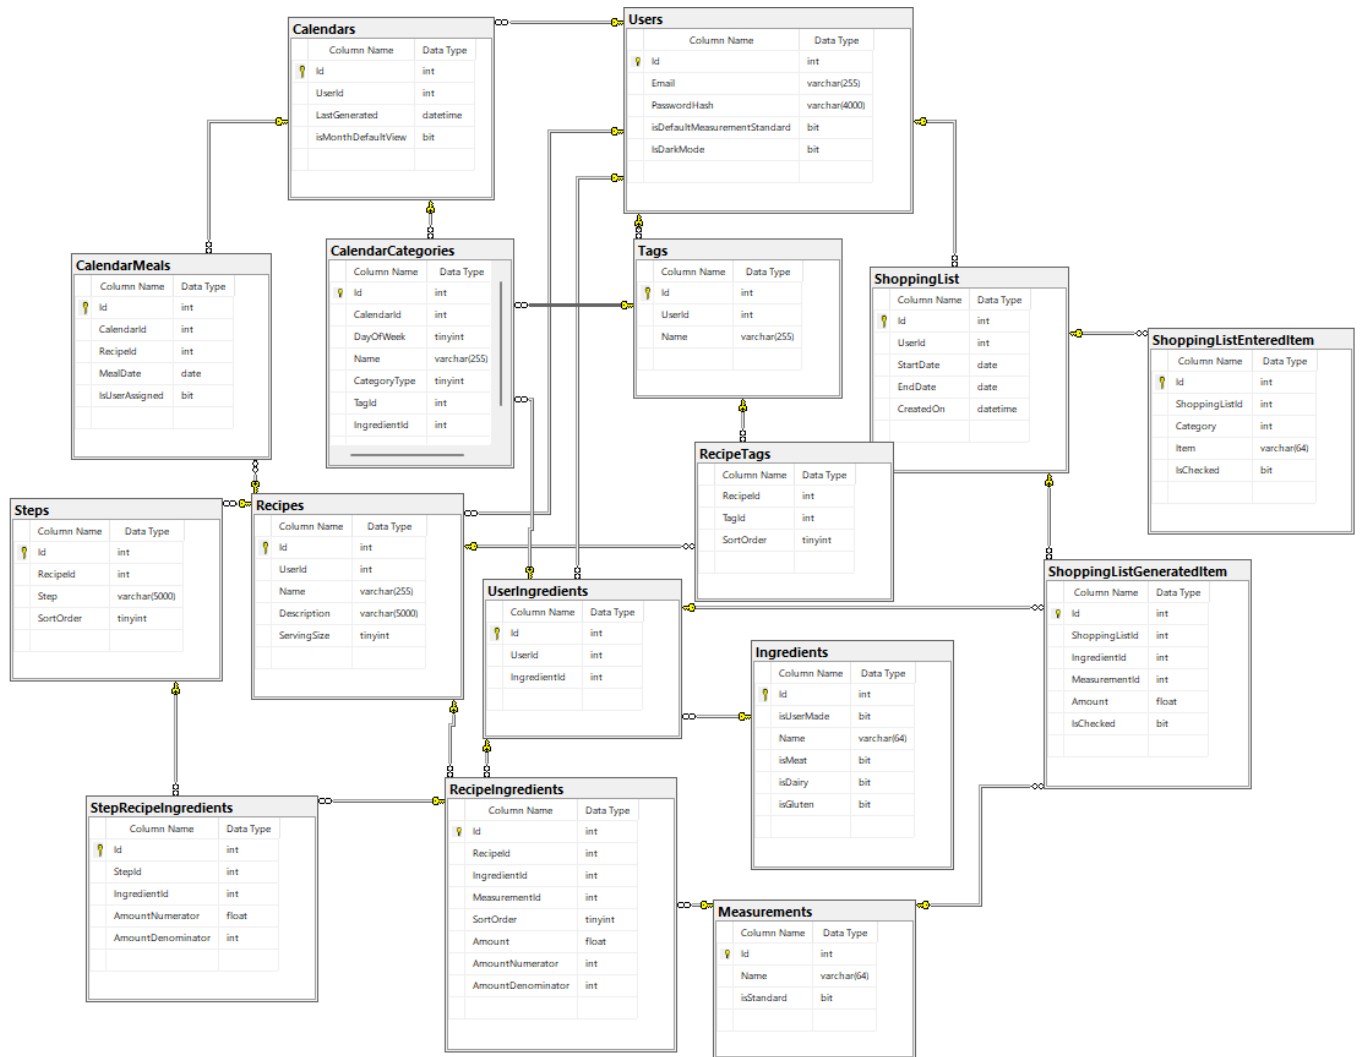 Calendars
Column Name Data Type
Id int
UserId int
LastGenerated datetime
isMonthDefaultView bit
Users
Column Name Data Type
Id int
Email varchar(255)
PasswordHash varchar(4000)
isDefaultMeasurementStandard bit
IsDarkMode bit
CalendarMeals
Column Name Data Type
Id int
CalendarId int
RecipeId int
MealDate date
IsUserAssigned bit
CalendarCategories
Column Name Data Type
Id int
CalendarId int
DayOfWeek tinyint
Name varchar(255)
CategoryType tinyint
TagId int
IngredientId int
Tags
Column Name Data Type
Id int
UserId int
Name varchar(255)
ShoppingList
Column Name Data Type
Id int
UserId int
StartDate date
EndDate date
CreatedOn datetime
ShoppingListEnteredItem
Column Name Data Type
Id int
ShoppingListId int
Category int
Item varchar(64)
IsChecked bit
Steps
Column Name Data Type
Id int
RecipeId int
Step varchar(5000)
SortOrder tinyint
Recipes
Column Name Data Type
Id int
UserId int
Name varchar(255)
Description varchar(5000)
ServingSize tinyint
RecipeTags
Column Name Data Type
RecipeId int
TagId int
SortOrder tinyint
UserIngredients
Column Name Data Type
Id int
UserId int
IngredientId int
ShoppingListGeneratedItem
Column Name Data Type
Id int
ShoppingListId int
IngredientId int
MeasurementId int
Amount float
IsChecked bit
Ingredients
Column Name Data Type
Id int
isUserMade bit
Name varchar(64)
isMeat bit
isDairy bit
isGluten bit
StepRecipeIngredients
Column Name Data Type
Id int
StepId int
IngredientId int
AmountNumerator float
AmountDenominator int
RecipeIngredients
Column Name Data Type
Id int
RecipeId int
IngredientId int
MeasurementId int
SortOrder tinyint
Amount float
AmountNumerator int
AmountDenominator int
Measurements
Column Name Data Type
Id int
Name varchar(64)
isStandard bit